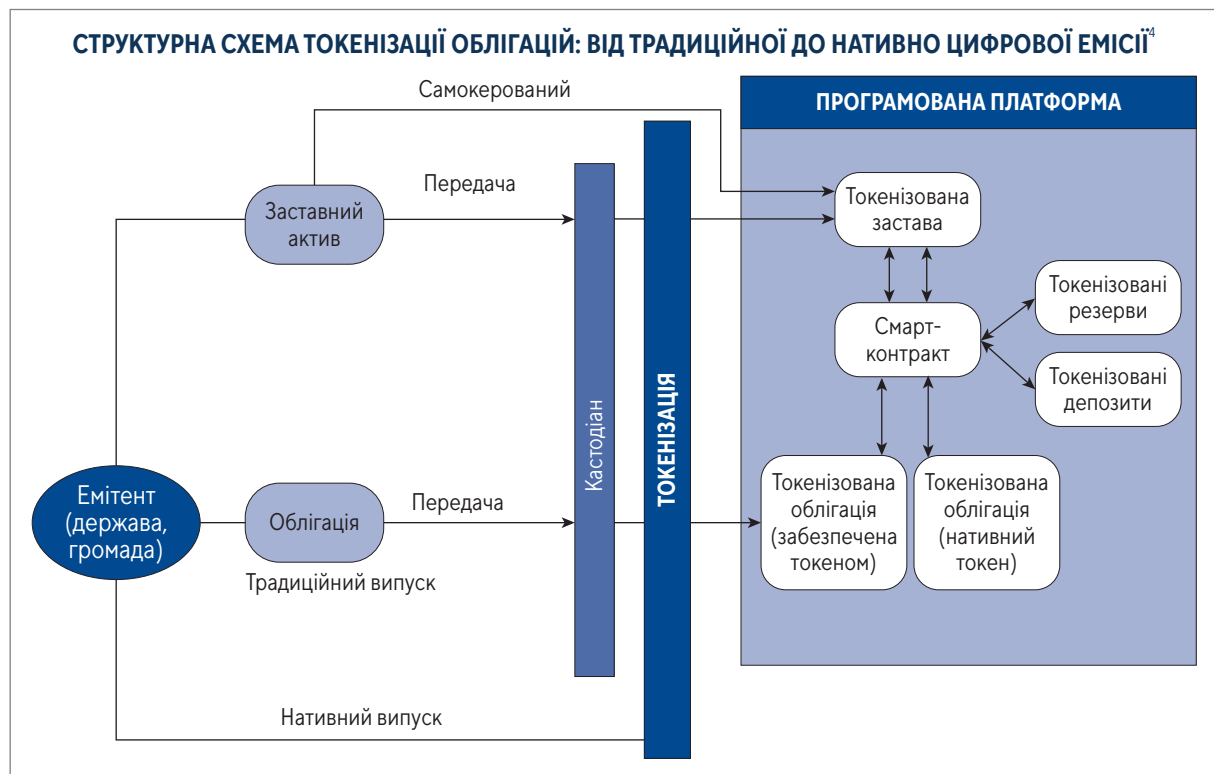 СТРУКТУРНА СХЕМА ТОКЕНІЗАЦІЇ ОБЛІГАЦІЙ: ВІД ТРАДИЦІЙНОЇ ДО НАТИВНО ЦИФРОВОЇ ЕМІСІЇ4
Самокерований
ПРОГРАМОВАНА ПЛАТФОРМА
Заставний
актив
Передача
Токенізована
застава
Смарт-
контракт
Токенізовані
резерви
Токенізовані
депозити
Кастодіан
ТОКЕНІЗАЦІЯ
Емітент
(держава,
громада)
Облігація
Передача
Традиційний випуск
Токенізована
облігація
(забезпечена
токеном)
Токенізована
облігація
(нативний
токен)
Нативний випуск